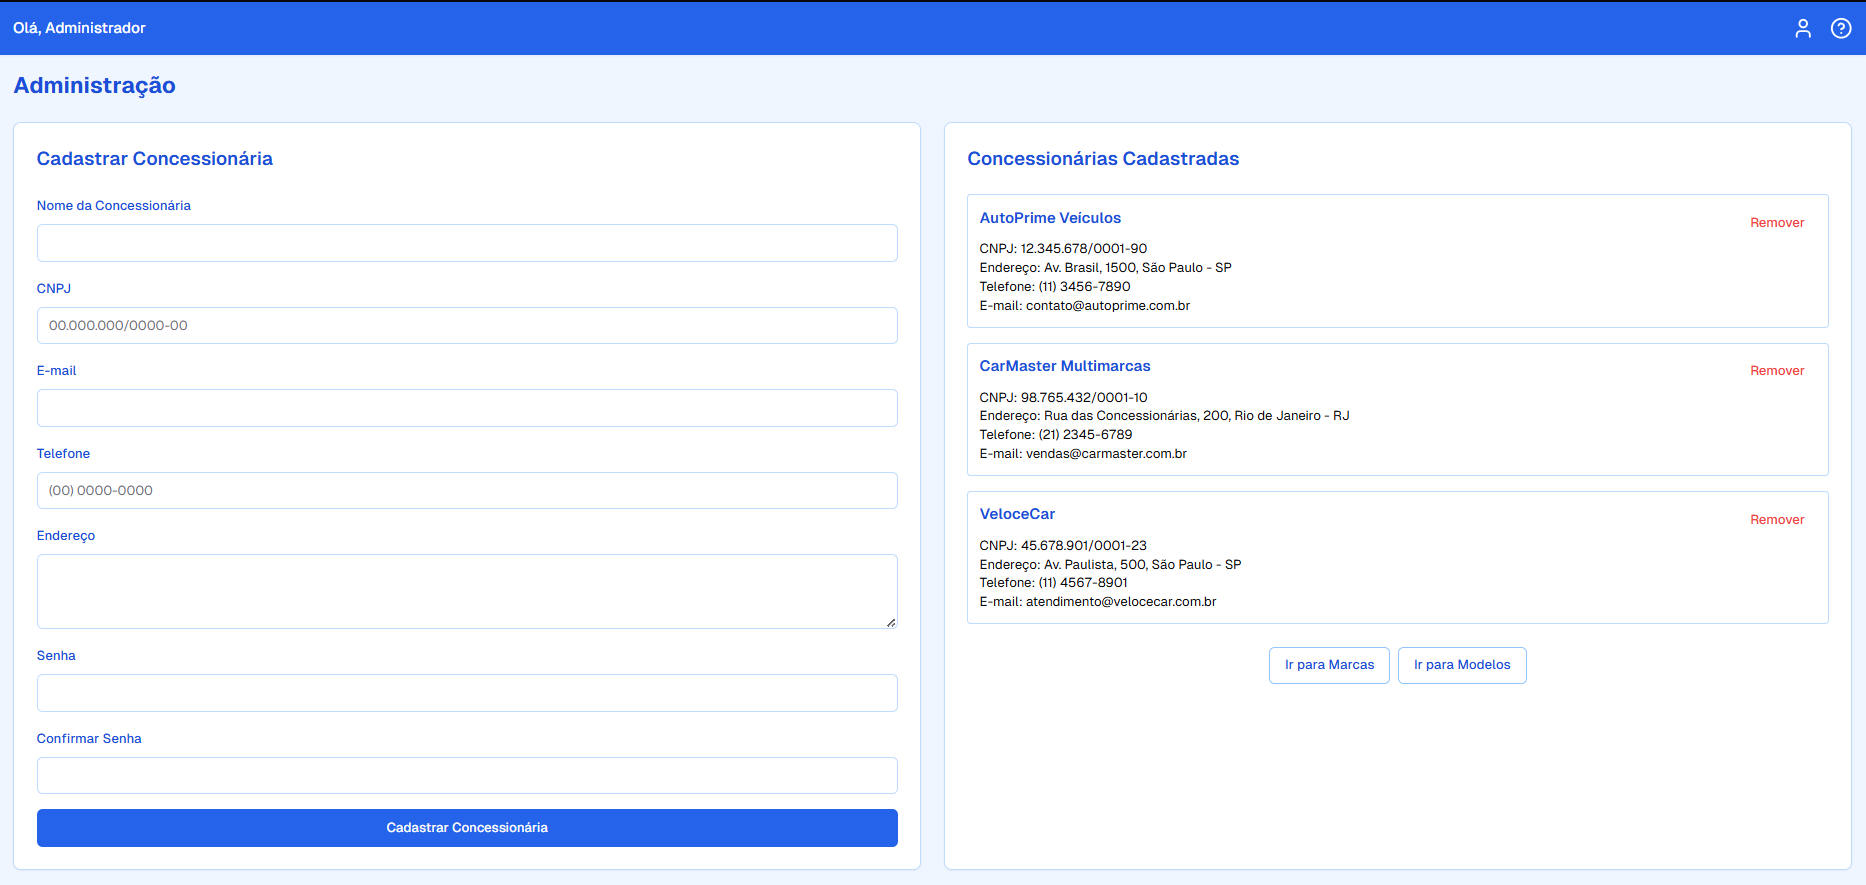 Olá, Administrador
Administração
Cadastrar Concessionária
Nome da Concessionária
CNPJ
00.000.000/0000-00
E-mail
Telefone
(00) 0000-0000
Endereço
Senha
Confirmar Senha
Cadastrar Concessionária
Concessionárias Cadastradas
AutoPrime Veículos
Remover
CNPJ: 12.345.678/0001-90
Endereço: Av. Brasil, 1500, São Paulo - SP
Telefone: (11) 3456-7890
E-mail: contato@autoprime.com.br
CarMaster Multimarcas
Remover
CNPJ: 98.765.432/0001-10
Endereço: Rua das Concessionárias, 200, Rio de Janeiro - RJ
Telefone: (21) 2345-6789
E-mail: vendas@carmaster.com.br
VeloceCar
Remover
CNPJ: 45.678.901/0001-23
Endereço: Av. Paulista, 500, São Paulo - SP
Telefone: (11) 4567-8901
E-mail: atendimento@velocecar.com.br
Ir para Marcas
Ir para Modelos